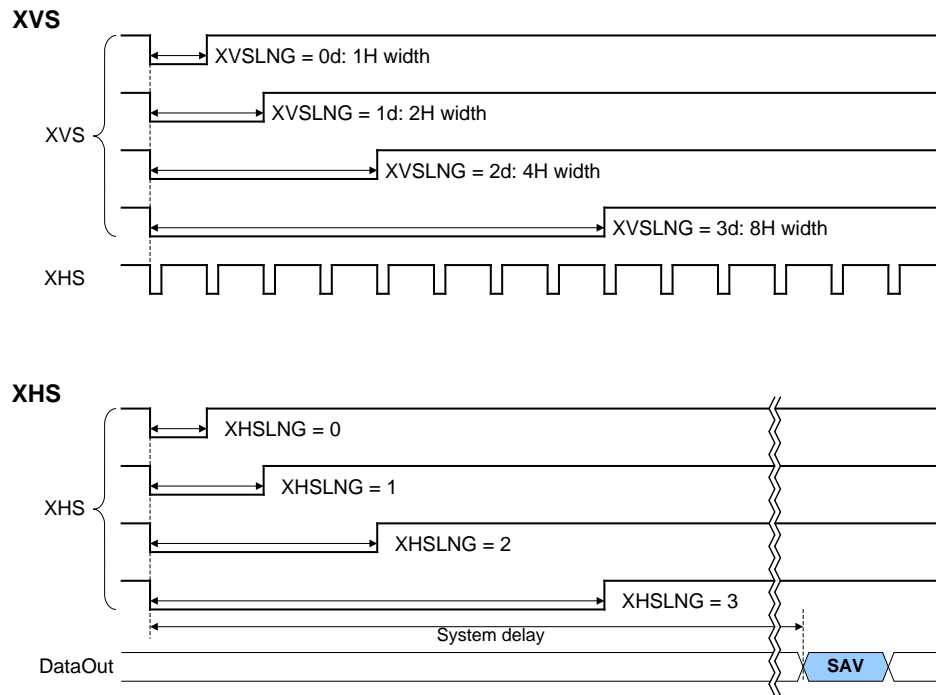 XVS
XVSLNG = 0d: 1H width
XVSLNG = 1d: 2H width
XVS
XVSLNG = 2d: 4H width
XVSLNG = 3d: 8H width
XHS
XHS
XHSLNG = 0
XHSLNG = 1
XHS
XHSLNG = 2
XHSLNG = 3
System delay
DataOut
SAV